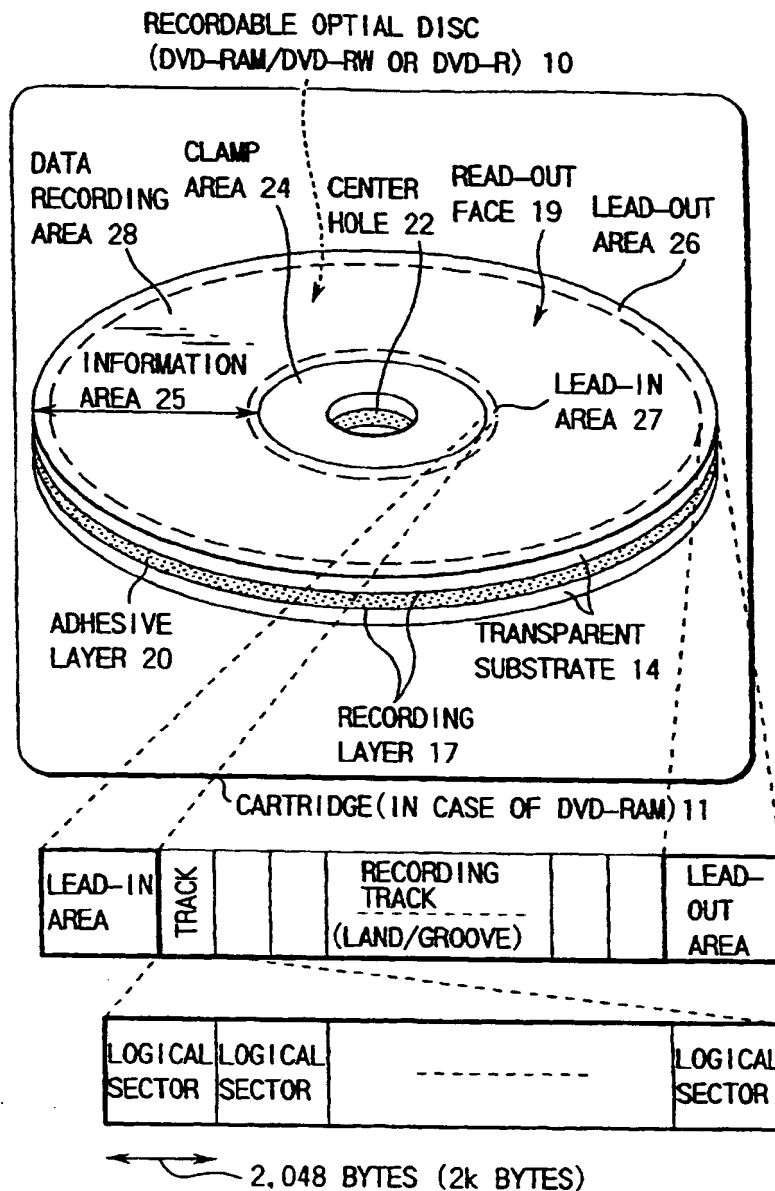 RECORDABLE OPTIAL DISC
(DVD-RAM/DVD-RW OR DVD-R) 10
DATA
RECORDING
AREA 28
CLAMP
AREA 24
CENTER
HOLE 22
READ-OUT
FACE 19
LEAD-OUT
AREA 26
INFORMATION
AREA 25
LEAD-IN
AREA 27
ADHESIVE
LAYER 20
TRANSPARENT
SUBSTRATE 14
RECORDING
LAYER 17
CARTRIDGE(IN CASE OF DVD-RAM)11
LEAD-IN
AREA
TRACK
RECORDING
TRACK
(LAND/GROOVE)
LEAD-
OUT
AREA
LOGICAL
SECTOR
LOGICAL
SECTOR
LOGICAL
SECTOR
2,048 BYTES (2k BYTES)